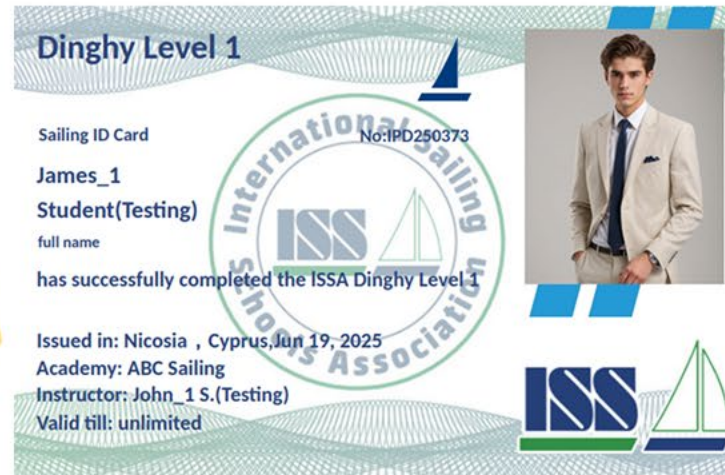 Dinghy Level 1
Sailing ID Card
No:IPD250373
James_1
Student(Testing)
full name
has successfully completed the ISSA Dinghy Level 1
Issued in: Nicosia , Cyprus,Jun 19, 2025
Academy: ABC Sailing
Instructor: John_1 S.(Testing)
Valid till: unlimited
International Sailing
Schools Association
ISS
ISS